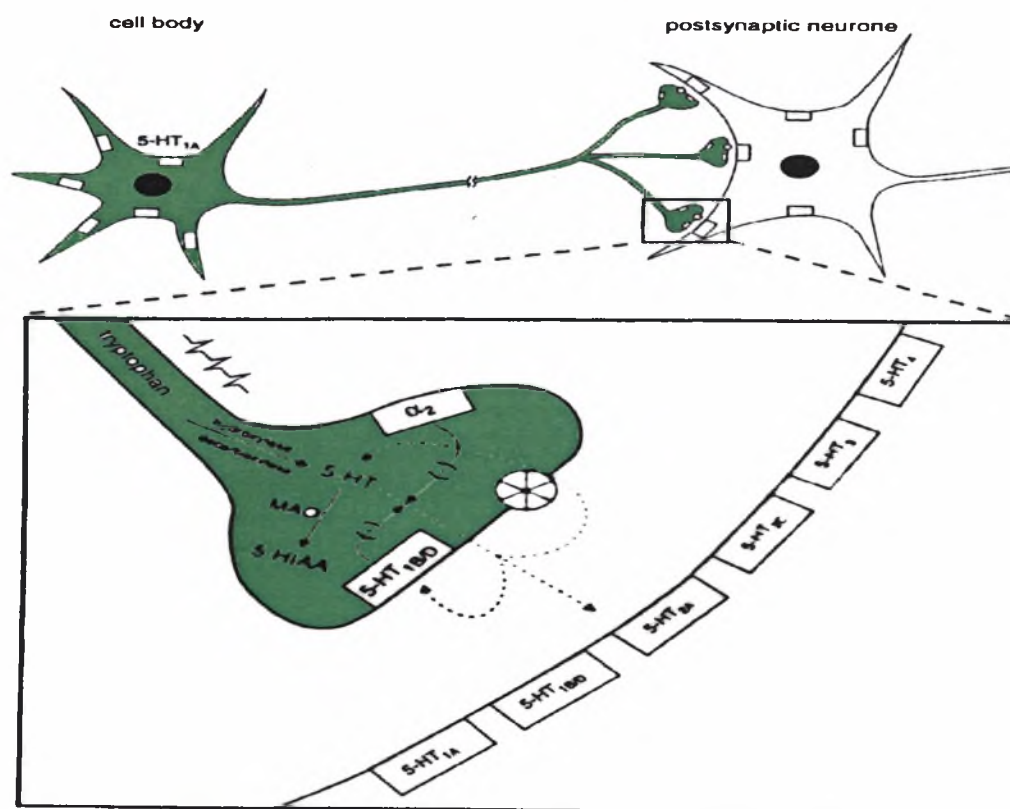 cell body
postsynaptic neurone
5-HT1A
tryptophan
α2
5-HT
(-)
MAO
(-)
5-HIAA
5-HT1B/D
5-HT4
5-HT3
5-HT2C
5-HT2A
5-HT1B/D
5-HT1A